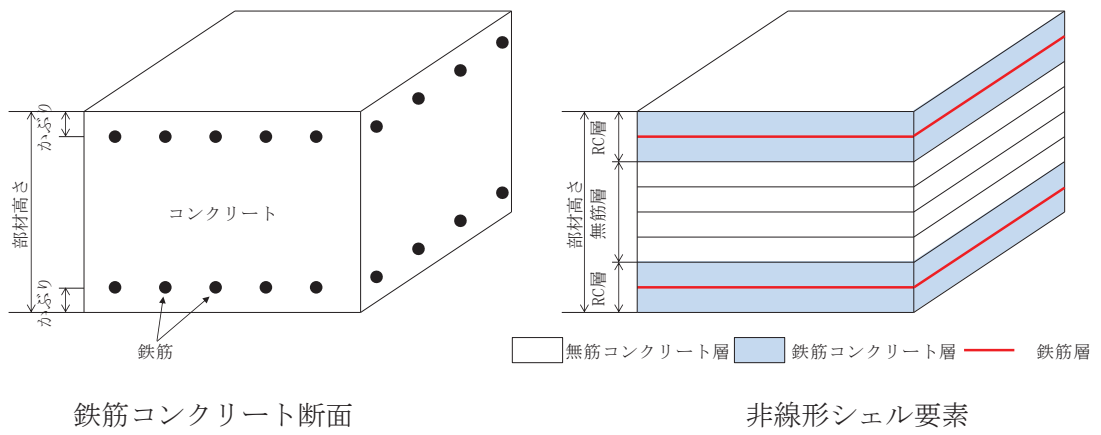 かぶり
部材高さ
コンクリート
かぶり
鉄筋
鉄筋コンクリート断面
RC層
部材高さ
無筋層
RC層
無筋コンクリート層
鉄筋コンクリート層
鉄筋層
非線形シェル要素